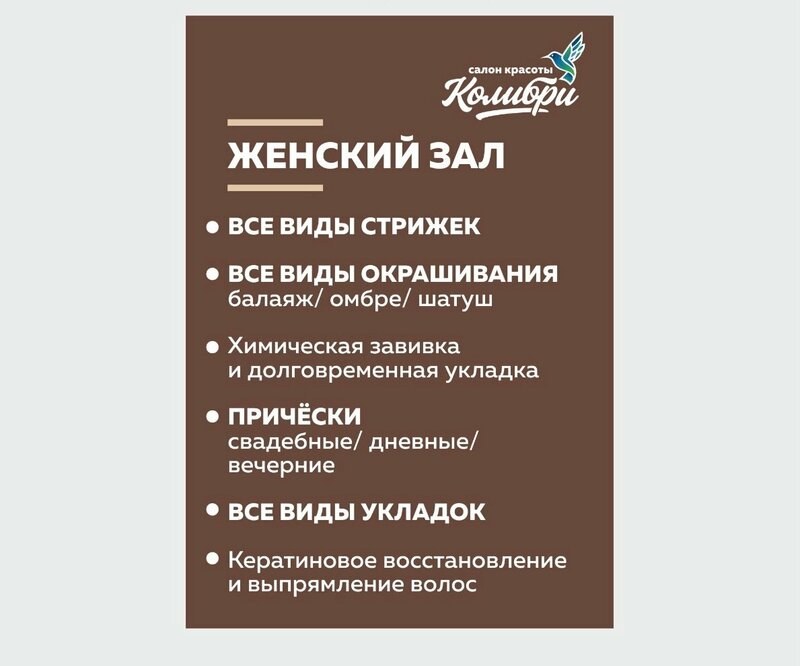 салон красоты
Колибри
ЖЕНСКИЙ ЗАЛ
ВСЕ ВИДЫ СТРИЖЕК
ВСЕ ВИДЫ ОКРАШИВАНИЯ
балаяж/ омбре/ шатуш
Химическая завивка
и долговременная укладка
ПРИЧЁСКИ
свадебные/ дневные/
вечерние
ВСЕ ВИДЫ УКЛАДОК
Кератиновое восстановление
и выпрямление волос